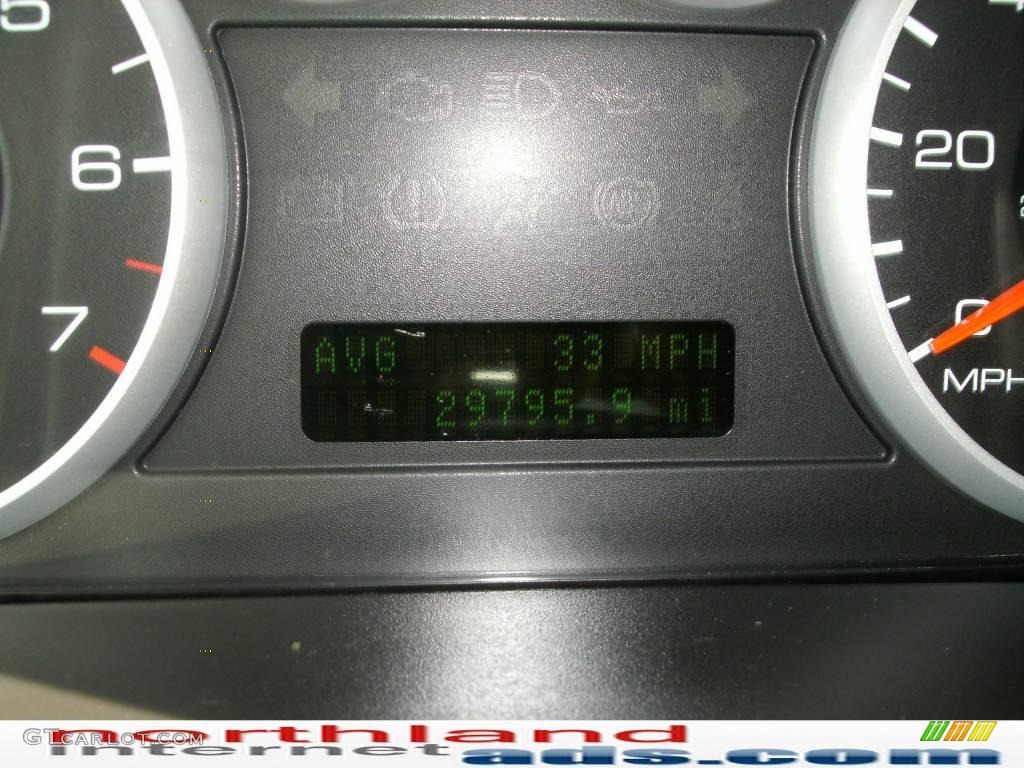 5
6
7
20
0
MPH
AVG 33 MPH
29795.9 mi
GTCARLOT.COM
northland
internet
ads.com